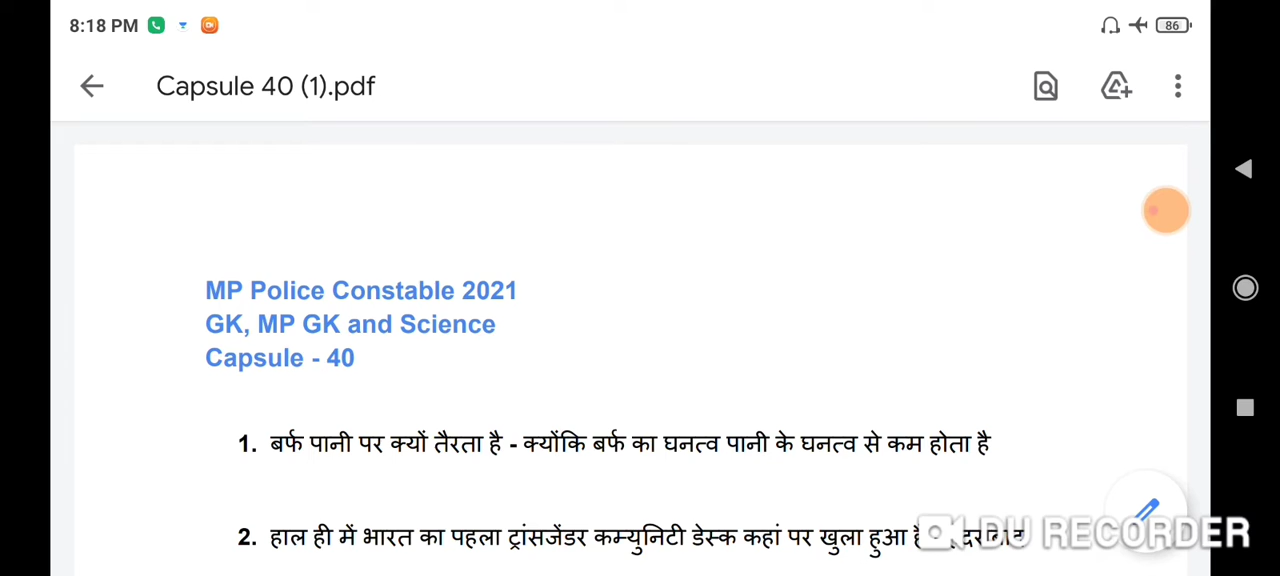 8:18 PM
86
Capsule 40 (1).pdf
MP Police Constable 2021
GK, MP GK and Science
Capsule - 40
1. बर्फ पानी पर क्यों तैरता है - क्योंकि बर्फ का घनत्व पानी के घनत्व से कम होता है
2. हाल ही में भारत का पहला ट्रांसजेंडर कम्युनिटी डेस्क कहां पर खुला हुआ
DU RECORDER